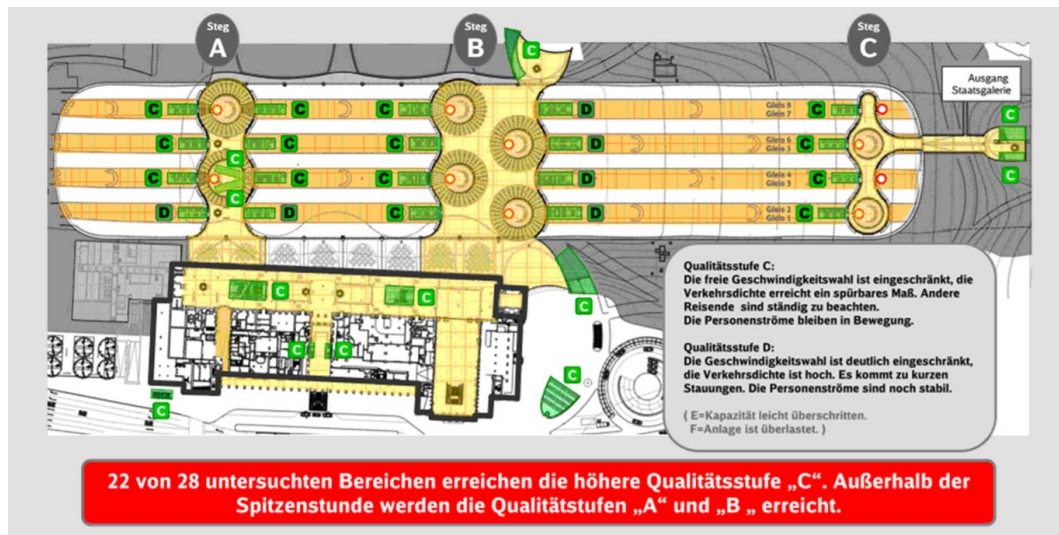 Steg
A
Steg
B
Steg
C
C
Ausgang
Staatsgalerie
C C C D Gleis 8
Gleis 7 C
C
C C C D Gleis 6
Gleis 5 C
C
C C C D Gleis 4
Gleis 3 C
C
C
D D C D Gleis 2
Gleis 1 C
C
C
C
C
C C
C
C
Qualitätsstufe C:
Die freie Geschwindigkeitswahl ist eingeschränkt, die
Verkehrsdichte erreicht ein spürbares Maß. Andere
Reisende sind ständig zu beachten.
Die Personenströme bleiben in Bewegung.
Qualitätsstufe D:
Die Geschwindigkeitswahl ist deutlich eingeschränkt,
die Verkehrsdichte ist hoch. Es kommt zu kurzen
Stauungen. Die Personenströme sind noch stabil.
( E=Kapazität leicht überschritten.
F=Anlage ist überlastet. )
22 von 28 untersuchten Bereichen erreichen die höhere Qualitätsstufe „C“. Außerhalb der
Spitzenstunde werden die Qualitätstufen „A“ und „B „ erreicht.